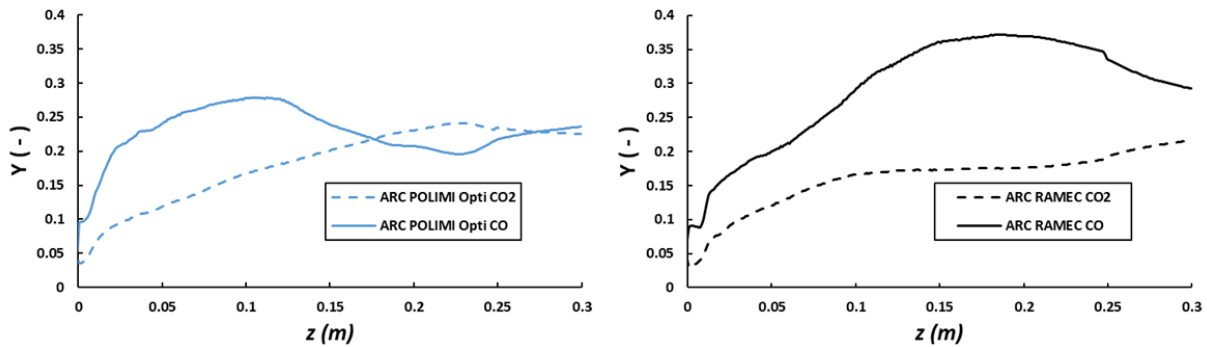 0.4
0.35
0.3
0.25
0.2
0.15
0.1
0.05
0
Y ( - )
ARC POLIMI Opti CO2
ARC POLIMI Opti CO
0 0.05 0.1 0.15 0.2 0.25 0.3
z (m)
0.4
0.35
0.3
0.25
0.2
0.15
0.1
0.05
0
Y ( - )
ARC RAMEC CO2
ARC RAMEC CO
0 0.05 0.1 0.15 0.2 0.25 0.3
z (m)